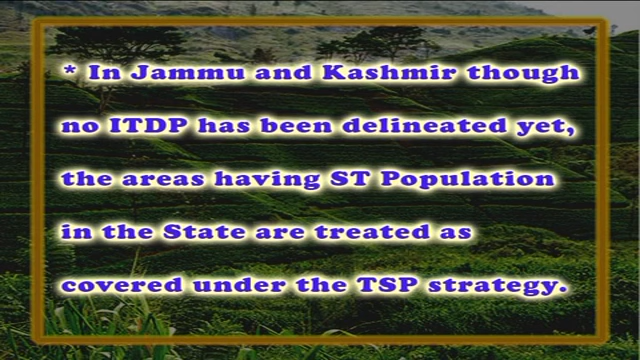 * In Jammu and Kashmir though
no ITDP has been delineated yet,
the areas having ST Population
in the State are treated as
covered under the TSP strategy.